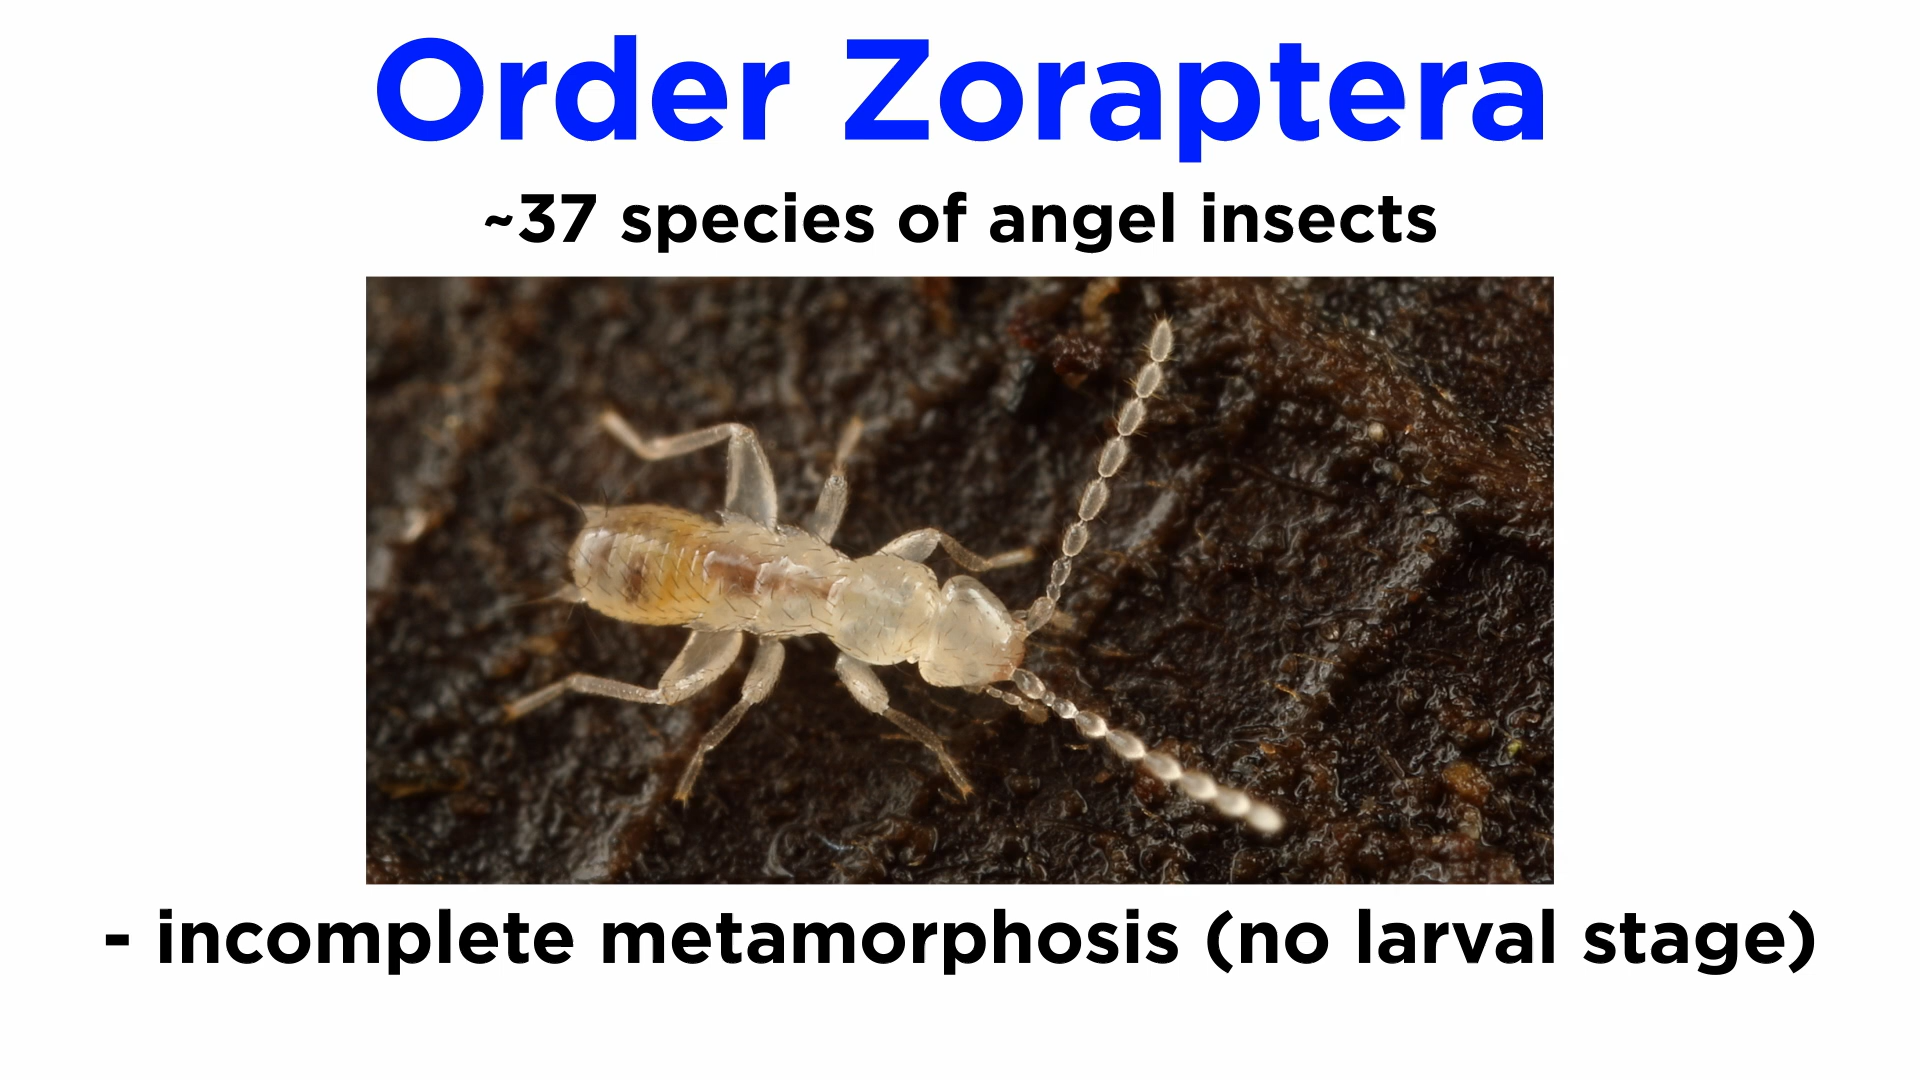 Order Zoraptera
~37 species of angel insects
- incomplete metamorphosis (no larval stage)